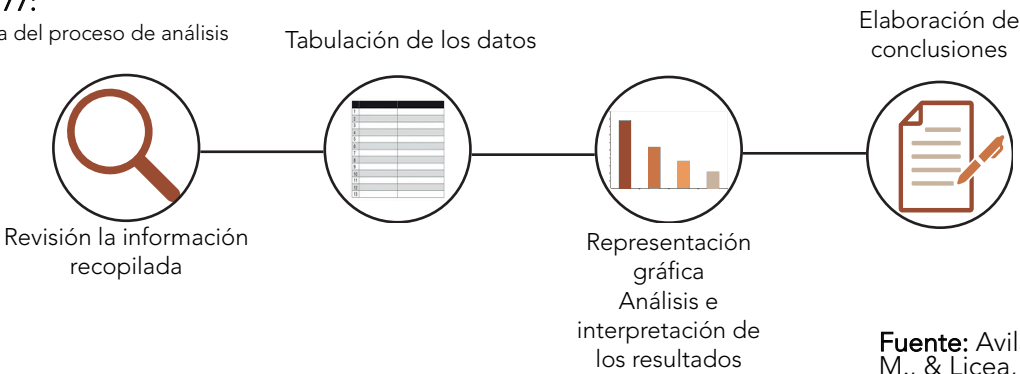 77:
a del proceso de análisis
Tabulación de los datos
Elaboración de
conclusiones
Revisión la información
recopilada
Representación
gráfica
Análisis e
interpretación de
los resultados
Fuente: Avil
M., & Licea,